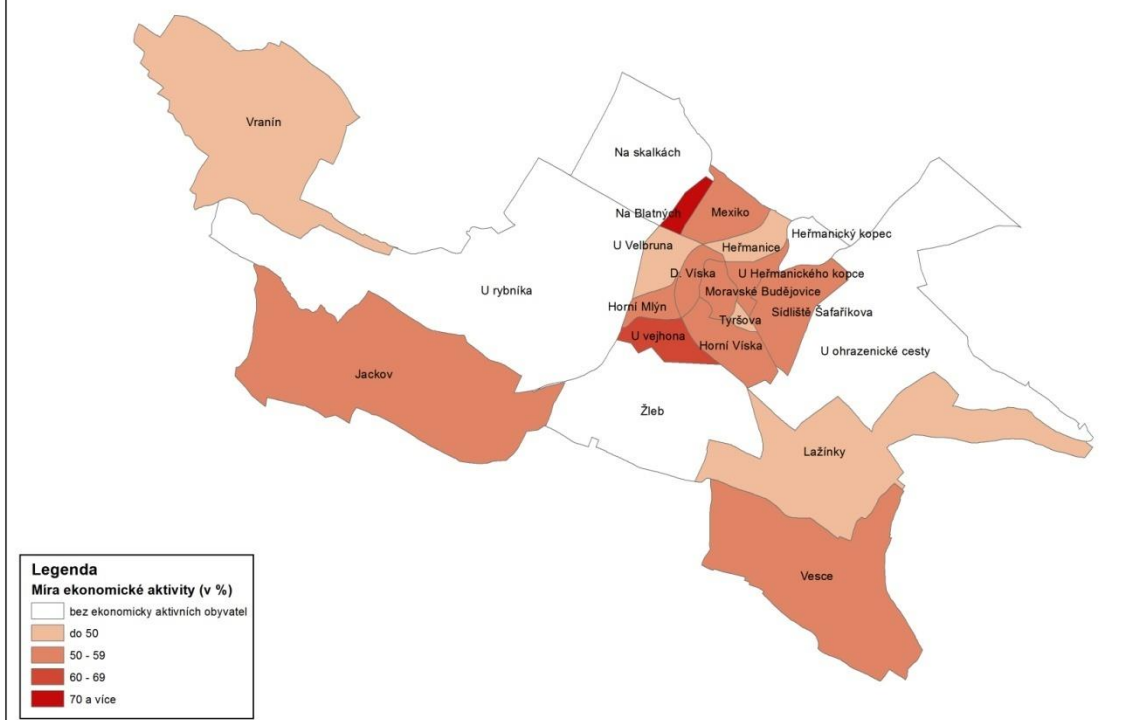 Vranín
Na skalkách
Na Blatných
Mexiko
Heřmanický kopec
U Velbruna
Heřmanice
D. Víska
U Heřmanického kopce
U rybníka
Moravské Budějovice
Horní Mlýn
Sídliště Šafaříkova
Tyršova
U vejhona
Horní Víska
U ohrazenické cesty
Jackov
Žleb
Lažínky
Vesce
Legenda
Míra ekonomické aktivity (v %)
bez ekonomicky aktivních obyvatel
do 50
50 - 59
60 - 69
70 a více